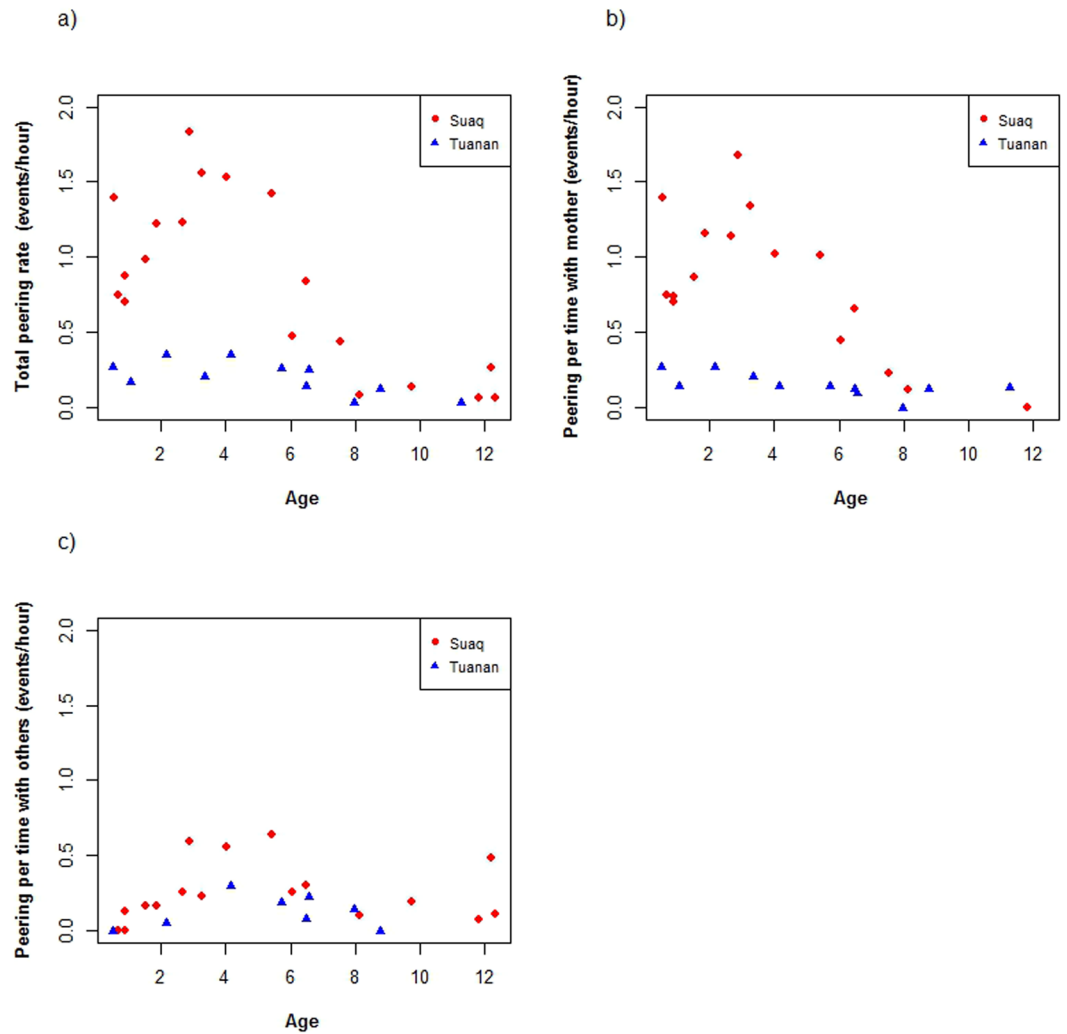 a)
Total peering rate (events/hour)
2.0
1.5
1.0
0.5
0.0
Suaq
Tuanan
2 4 6 8 10 12
Age
b)
Peering per time with mother (events/hour)
2.0
1.5
1.0
0.5
0.0
Suaq
Tuanan
2 4 6 8 10 12
Age
c)
Peering per time with others (events/hour)
2.0
1.5
1.0
0.5
0.0
Suaq
Tuanan
2 4 6 8 10 12
Age